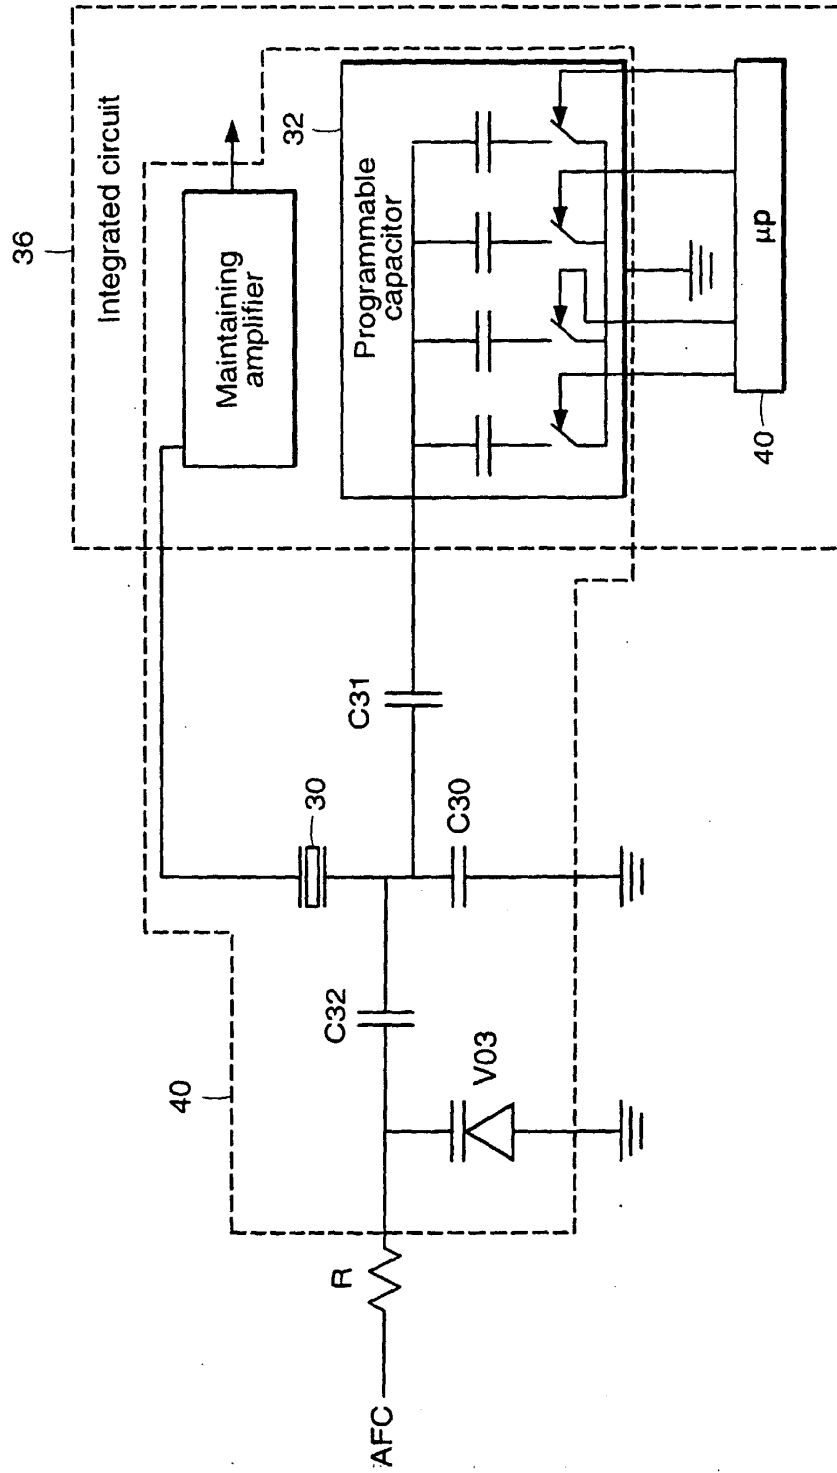 36
Integrated circuit
Maintaining
amplifier
32
Programmable
capacitor
µp
40
C31
30
C30
C32
40
V03
R
AFC